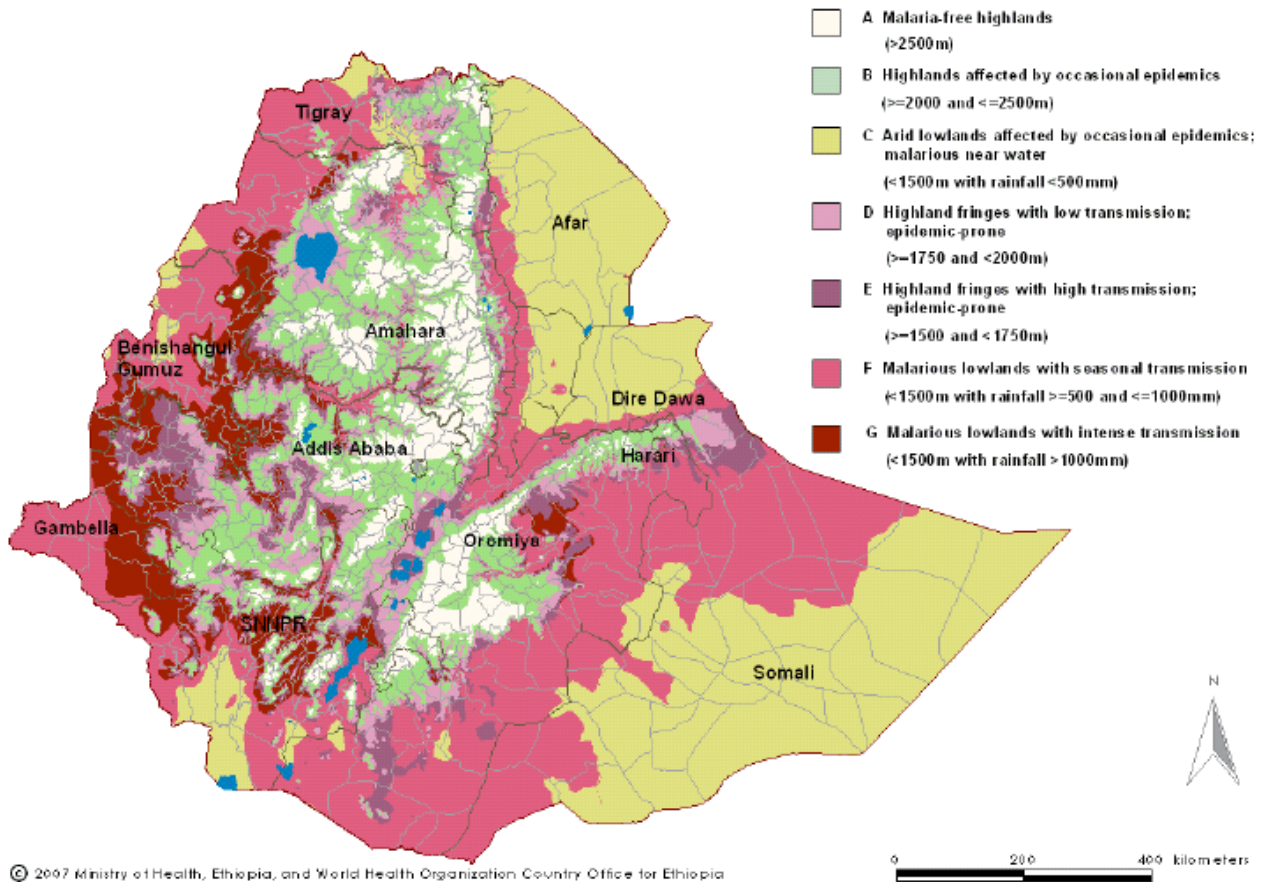 A Malaria-free highlands
(>2500m)
B Highlands affected by occasional epidemics
(>=2000 and <=2500m)
C Arid lowlands affected by occasional epidemics;
malarious near water
(<1500m with rainfall <500mm)
D Highland fringes with low transmission;
epidemic-prone
(>=1750 and <2000m)
E Highland fringes with high transmission;
epidemic-prone
(>=1500 and <1750m)
F Malarious lowlands with seasonal transmission
(<1500m with rainfall >=500 and <=1000mm)
G Malarious lowlands with intense transmission
(<1500m with rainfall >1000mm)
Tigray
Afar
Amahara
Benishangul
Gumuz
Dire Dawa
Addis Ababa
Harari
Gambella
Oromiya
SNNPR
Somali
N
0 200 400 kilometers
© 2007 Ministry of Health, Ethiopia, and World Health Organization Country Office for Ethiopia